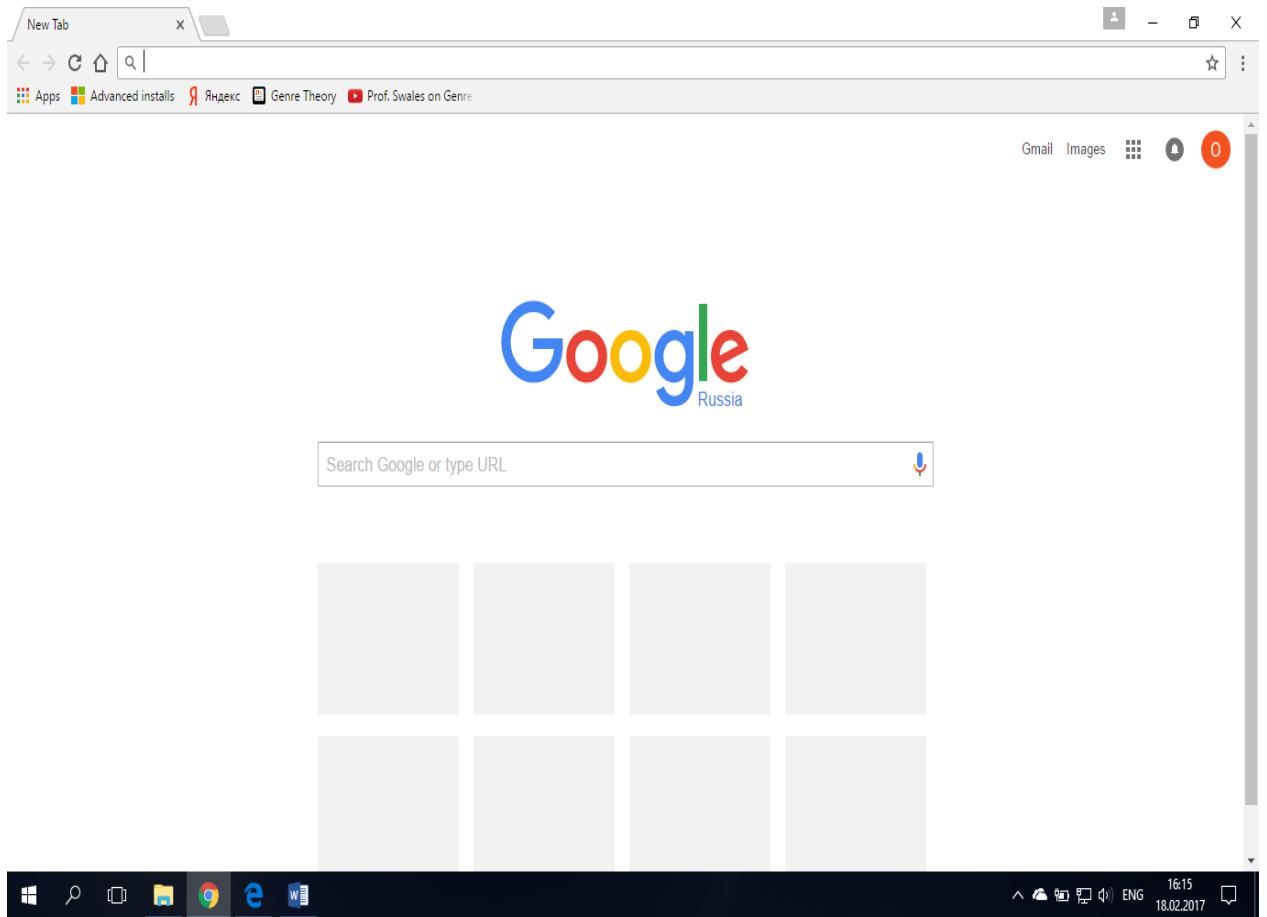 New Tab
Apps Advanced installs Яндекс Genre Theory Prof. Swales on Genre
Gmail Images O
Google
Russia
Search Google or type URL
ENG 16:15
18.02.2017